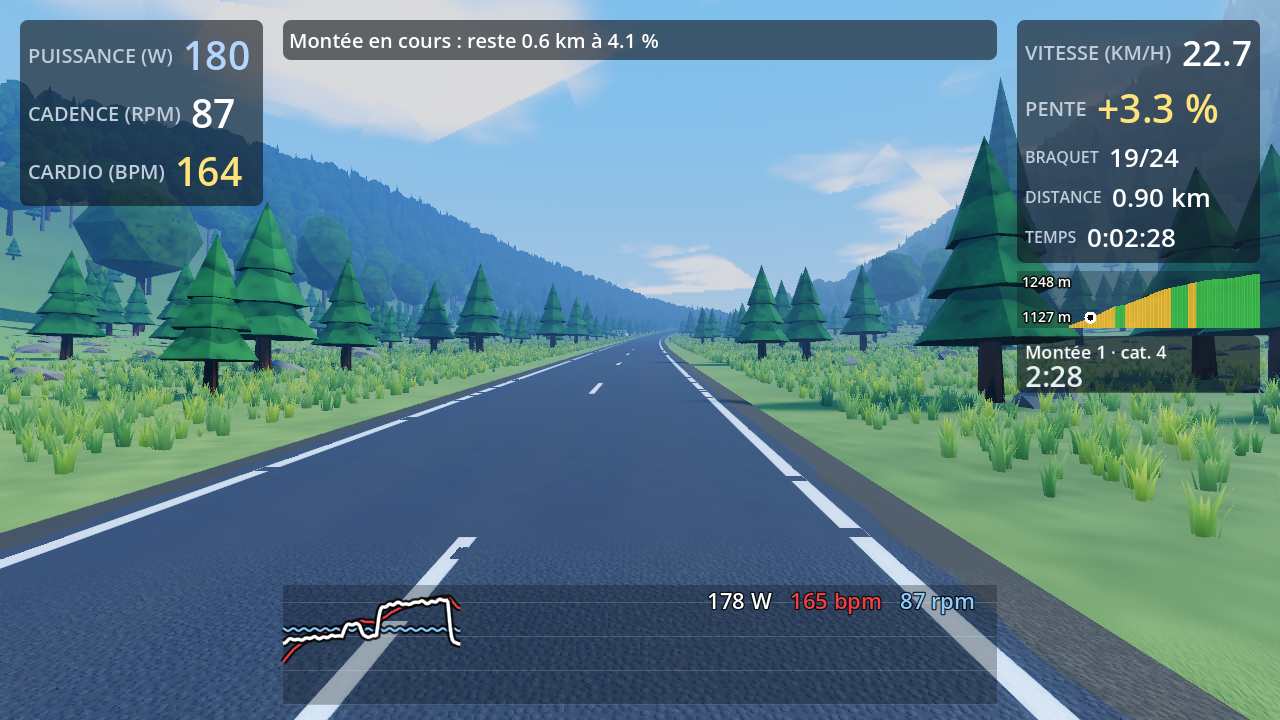 PUISSANCE (W) 180
CADENCE (RPM) 87
CARDIO (BPM) 164
Montée en cours : reste 0.6 km à 4.1 %
VITESSE (KM/H) 22.7
PENTE +3.3 %
BRAQUET 19/24
DISTANCE 0.90 km
TEMPS 0:02:28
1248 m
1127 m
Montée 1 · cat. 4
2:28
178 W 165 bpm 87 rpm